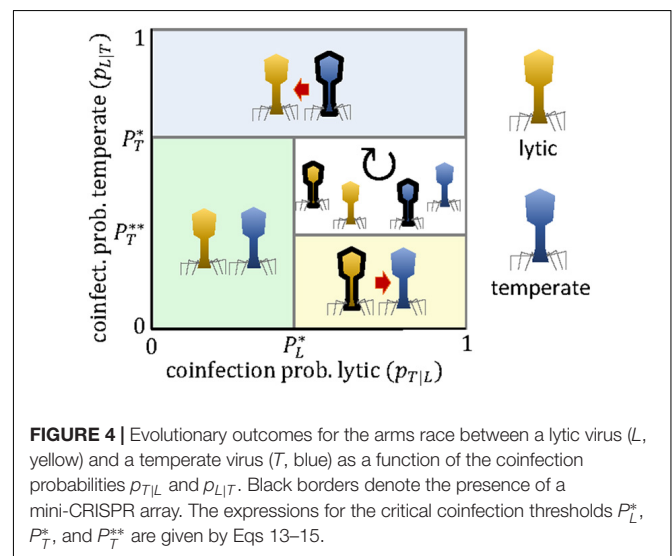 1
coinfect. prob. temperate (p_{L|T})
P_T^*
P_T^{**}
0
0
P_L^*
1
coinfection prob. lytic (p_{T|L})
lytic
temperate
FIGURE 4 | Evolutionary outcomes for the arms race between a lytic virus (L,
yellow) and a temperate virus (T, blue) as a function of the coinfection
probabilities p_{T|L} and p_{L|T}. Black borders denote the presence of a
mini-CRISPR array. The expressions for the critical coinfection thresholds P_L^*,
P_T^*, and P_T^{**} are given by Eqs 13–15.